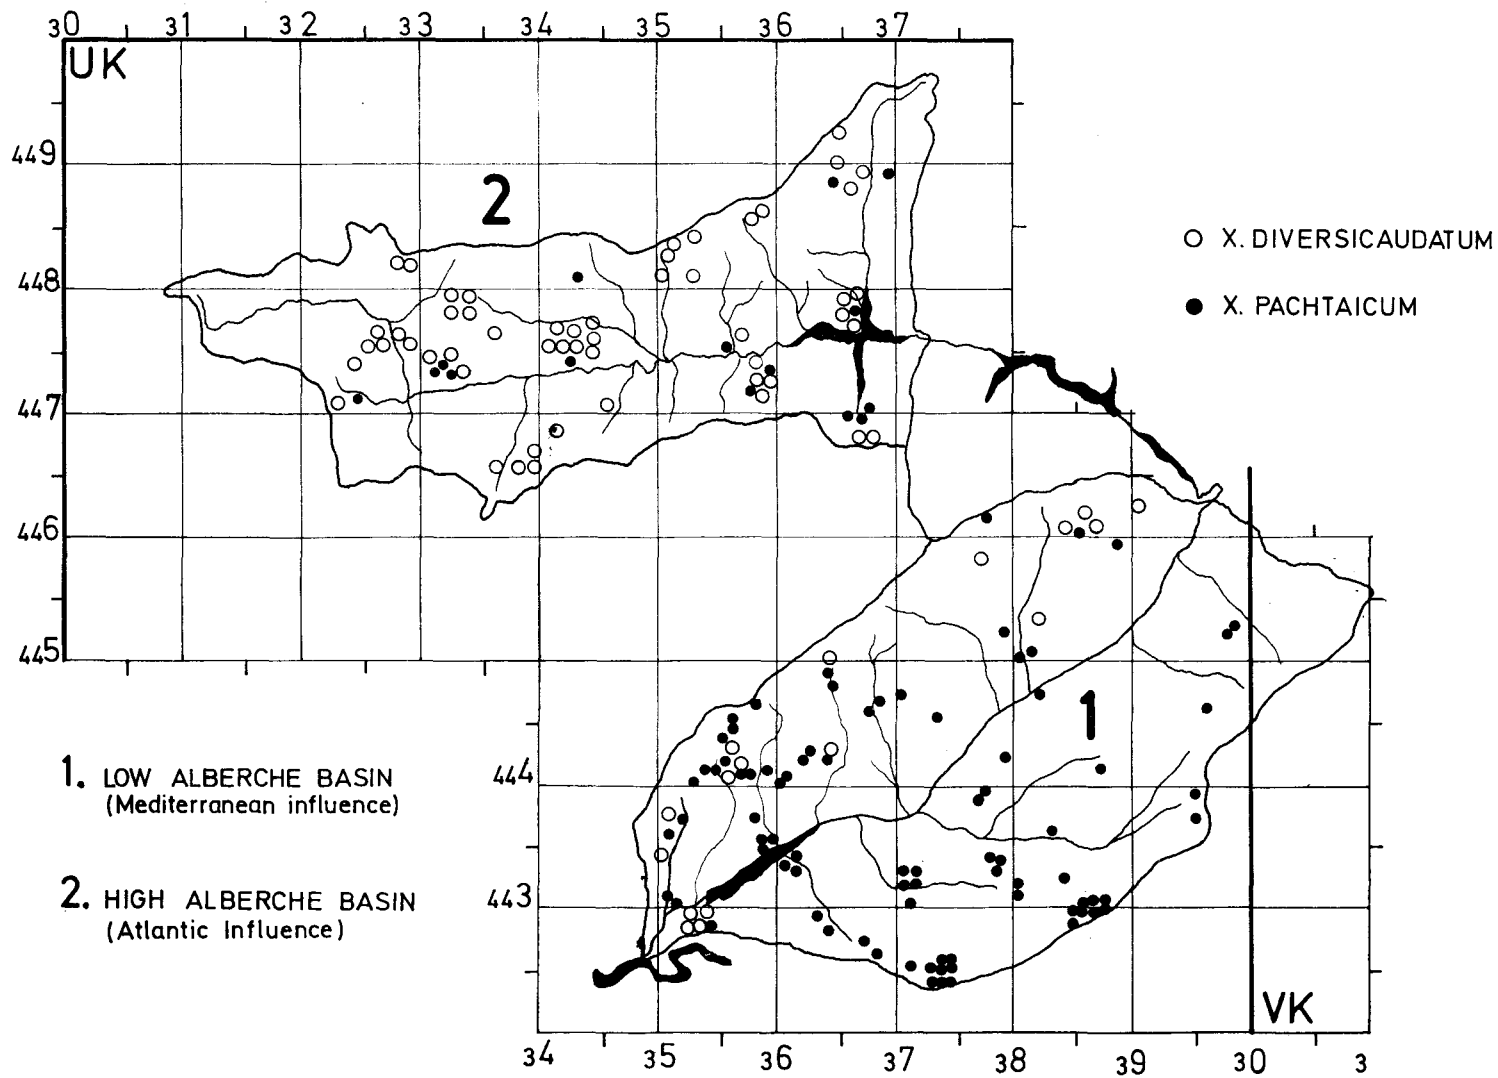 30 31 32 33 34 35 36 37
UK
449
2
X. DIVERSICAUDATUM
448
X. PACHTAICUM
447
446
445
1
1. LOW ALBERCHE BASIN
(Mediterranean influence)
444
2. HIGH ALBERCHE BASIN
(Atlantic Influence)
443
VK
34 35 36 37 38 39 30 3